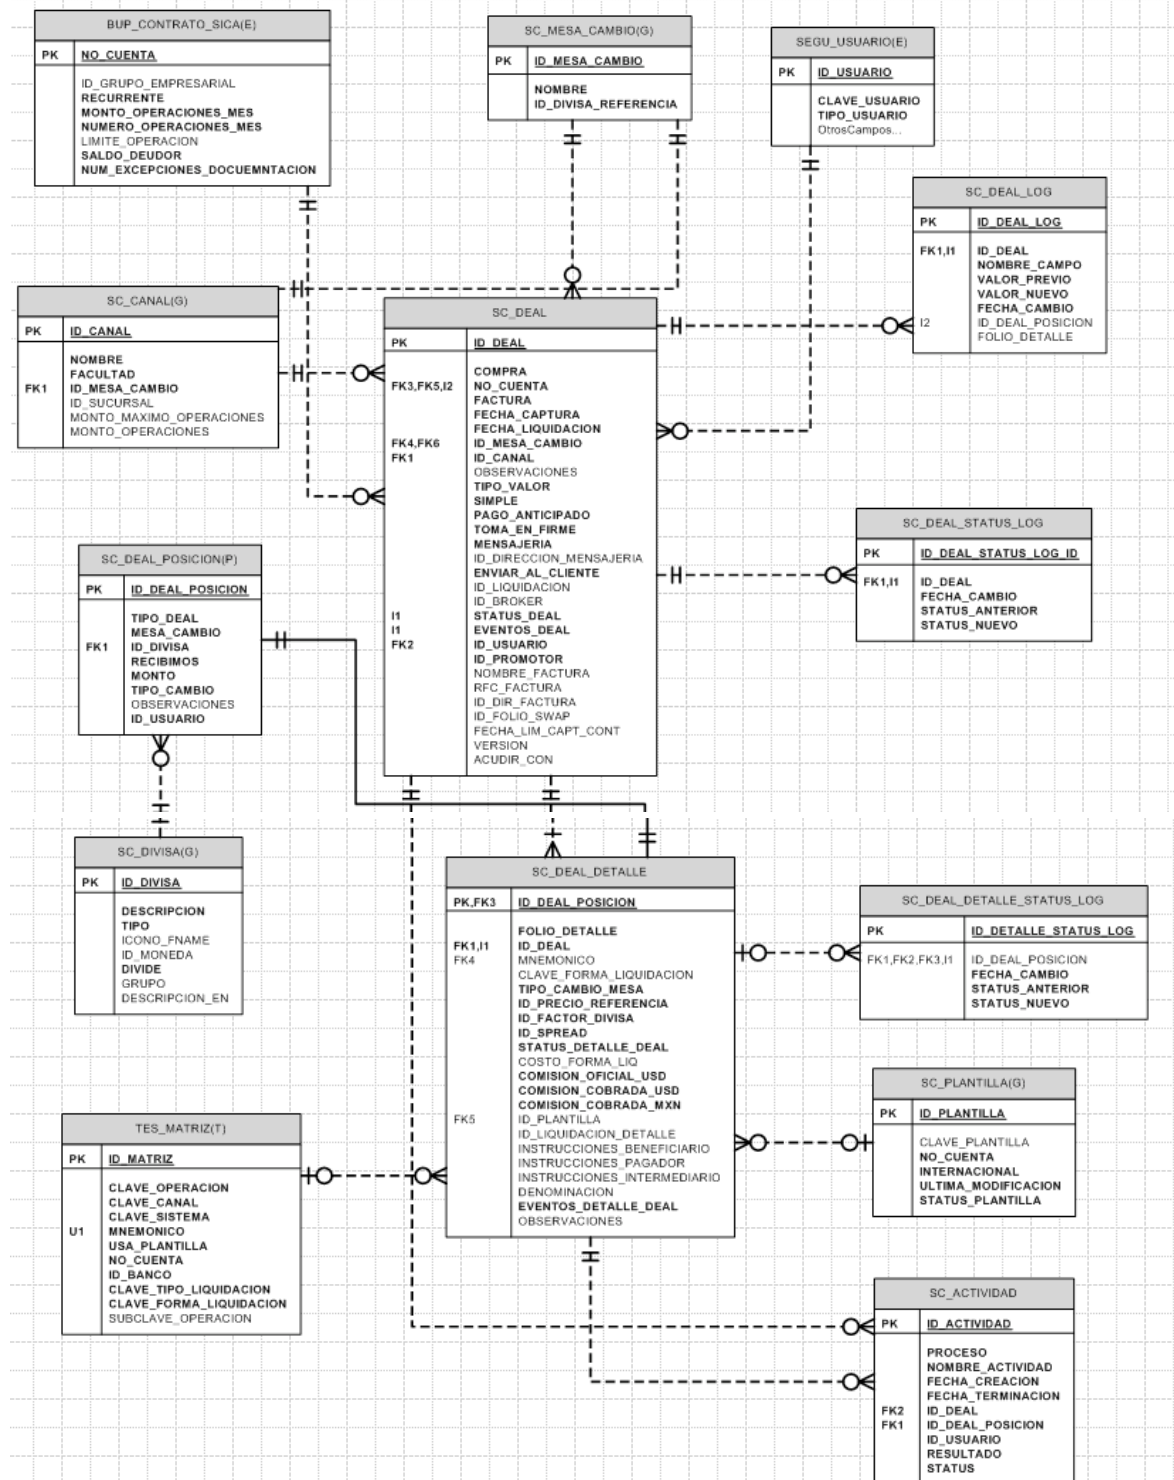 BUP_CONTRATO_SICA(E)
PK NO_CUENTA
ID_GRUPO_EMPRESARIAL
RECURRENTE
MONTO_OPERACIONES_MES
NUMERO_OPERACIONES_MES
LIMITE_OPERACION
SALDO_DEUDOR
NUM_EXCEPCIONES_DOCUEMNTACION
SC_MESA_CAMBIO(G)
PK ID_MESA_CAMBIO
NOMBRE
ID_DIVISA_REFERENCIA
SEGU_USUARIO(E)
PK ID_USUARIO
CLAVE_USUARIO
TIPO_USUARIO
OtrosCampos...
SC_DEAL_LOG
PK ID_DEAL_LOG
FK1,I1 ID_DEAL
NOMBRE_CAMPO
VALOR_PREVIO
VALOR_NUEVO
FECHA_CAMBIO
I2 ID_DEAL_POSICION
FOLIO_DETALLE
SC_CANAL(G)
PK ID_CANAL
NOMBRE
FACULTAD
FK1 ID_MESA_CAMBIO
ID_SUCURSAL
MONTO_MAXIMO_OPERACIONES
MONTO_OPERACIONES
SC_DEAL
PK ID_DEAL
COMPRA
FK3,FK5,I2 NO_CUENTA
FACTURA
FECHA_CAPTURA
FECHA_LIQUIDACION
FK4,FK6 ID_MESA_CAMBIO
FK1 ID_CANAL
OBSERVACIONES
TIPO_VALOR
SIMPLE
PAGO_ANTICIPADO
TOMA_EN_FIRME
MENSAJERIA
ID_DIRECCION_MENSAJERIA
ENVIAR_AL_CLIENTE
ID_LIQUIDACION
ID_BROKER
I1 STATUS_DEAL
I1 EVENTOS_DEAL
FK2 ID_USUARIO
ID_PROMOTOR
NOMBRE_FACTURA
RFC_FACTURA
ID_DIR_FACTURA
ID_FOLIO_SWAP
FECHA_LIM_CAPT_CONT
VERSION
ACUDIR_CON
SC_DEAL_STATUS_LOG
PK ID_DEAL_STATUS_LOG_ID
FK1,I1 ID_DEAL
FECHA_CAMBIO
STATUS_ANTERIOR
STATUS_NUEVO
SC_DEAL_POSICION(P)
PK ID_DEAL_POSICION
TIPO_DEAL
MESA_CAMBIO
FK1 ID_DIVISA
RECIBIMOS
MONTO
TIPO_CAMBIO
OBSERVACIONES
ID_USUARIO
SC_DIVISA(G)
PK ID_DIVISA
DESCRIPCION
TIPO
ICONO_FNAME
ID_MONEDA
DIVIDE
GRUPO
DESCRIPCION_EN
SC_DEAL_DETALLE
PK,FK3 ID_DEAL_POSICION
FOLIO_DETALLE
FK1,I1 ID_DEAL
FK4 MNEMONICO
CLAVE_FORMA_LIQUIDACION
TIPO_CAMBIO_MESA
ID_PRECIO_REFERENCIA
ID_FACTOR_DIVISA
ID_SPREAD
STATUS_DETALLE_DEAL
COSTO_FORMA_LIQ
COMISION_OFICIAL_USD
COMISION_COBRADA_USD
COMISION_COBRADA_MXN
FK5 ID_PLANTILLA
ID_LIQUIDACION_DETALLE
INSTRUCCIONES_BENEFICIARIO
INSTRUCCIONES_PAGADOR
INSTRUCCIONES_INTERMEDIARIO
DENOMINACION
EVENTOS_DETALLE_DEAL
OBSERVACIONES
SC_DEAL_DETALLE_STATUS_LOG
PK ID_DETALLE_STATUS_LOG
FK1,FK2,FK3,I1 ID_DEAL_POSICION
FECHA_CAMBIO
STATUS_ANTERIOR
STATUS_NUEVO
SC_PLANTILLA(G)
PK ID_PLANTILLA
CLAVE_PLANTILLA
NO_CUENTA
INTERNACIONAL
ULTIMA_MODIFICACION
STATUS_PLANTILLA
TES_MATRIZ(T)
PK ID_MATRIZ
CLAVE_OPERACION
CLAVE_CANAL
CLAVE_SISTEMA
U1 MNEMONICO
USA_PLANTILLA
NO_CUENTA
ID_BANCO
CLAVE_TIPO_LIQUIDACION
CLAVE_FORMA_LIQUIDACION
SUBCLAVE_OPERACION
SC_ACTIVIDAD
PK ID_ACTIVIDAD
PROCESO
NOMBRE_ACTIVIDAD
FECHA_CREACION
FECHA_TERMINACION
FK2 ID_DEAL
FK1 ID_DEAL_POSICION
ID_USUARIO
RESULTADO
STATUS